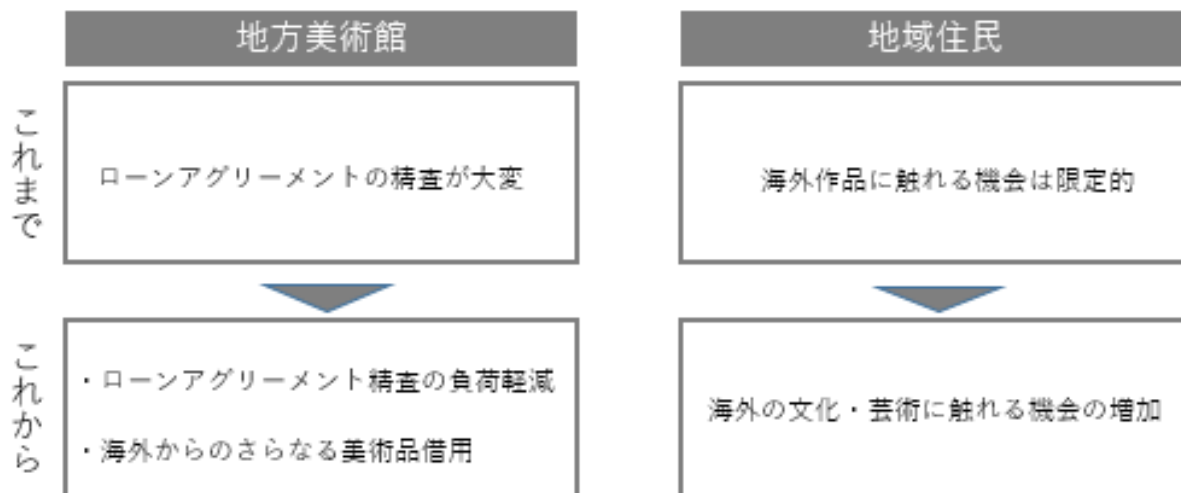 地方美術館
地域住民
これまで
ローンアグリーメントの精査が大変
海外作品に触れる機会は限定的
これから
・ローンアグリーメント精査の負荷軽減
・海外からのさらなる美術品借用
海外の文化・芸術に触れる機会の増加